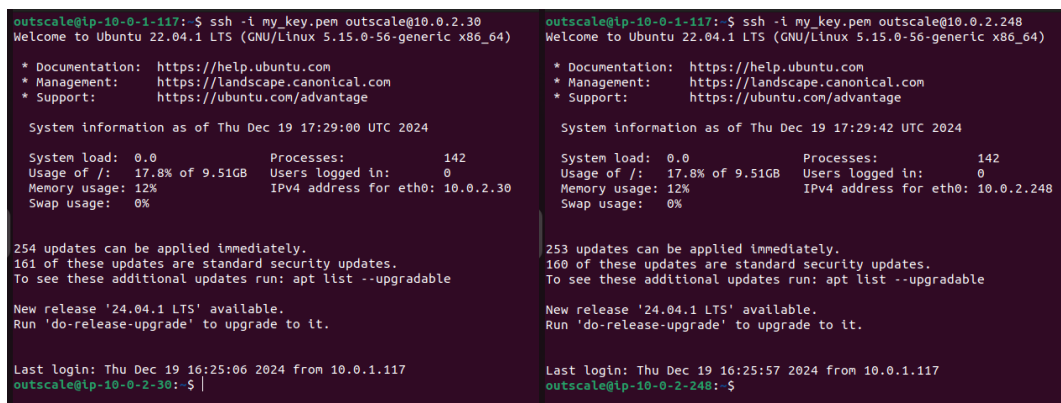 outscale@ip-10-0-1-117:~$ ssh -i my_key.pem outscale@10.0.2.30
Welcome to Ubuntu 22.04.1 LTS (GNU/Linux 5.15.0-56-generic x86_64)
* Documentation:  https://help.ubuntu.com
* Management:     https://landscape.canonical.com
* Support:        https://ubuntu.com/advantage
System information as of Thu Dec 19 17:29:00 UTC 2024
System load:  0.0                Processes:             142
Usage of /:   17.8% of 9.51GB   Users logged in:       0
Memory usage: 12%                IPv4 address for eth0: 10.0.2.30
Swap usage:   0%
254 updates can be applied immediately.
161 of these updates are standard security updates.
To see these additional updates run: apt list --upgradable
New release '24.04.1 LTS' available.
Run 'do-release-upgrade' to upgrade to it.
Last login: Thu Dec 19 16:25:06 2024 from 10.0.1.117
outscale@ip-10-0-2-30:~$
outscale@ip-10-0-1-117:~$ ssh -i my_key.pem outscale@10.0.2.248
Welcome to Ubuntu 22.04.1 LTS (GNU/Linux 5.15.0-56-generic x86_64)
* Documentation:  https://help.ubuntu.com
* Management:     https://landscape.canonical.com
* Support:        https://ubuntu.com/advantage
System information as of Thu Dec 19 17:29:42 UTC 2024
System load:  0.0                Processes:             142
Usage of /:   17.8% of 9.51GB   Users logged in:       0
Memory usage: 12%                IPv4 address for eth0: 10.0.2.248
Swap usage:   0%
253 updates can be applied immediately.
160 of these updates are standard security updates.
To see these additional updates run: apt list --upgradable
New release '24.04.1 LTS' available.
Run 'do-release-upgrade' to upgrade to it.
Last login: Thu Dec 19 16:25:57 2024 from 10.0.1.117
outscale@ip-10-0-2-248:~$